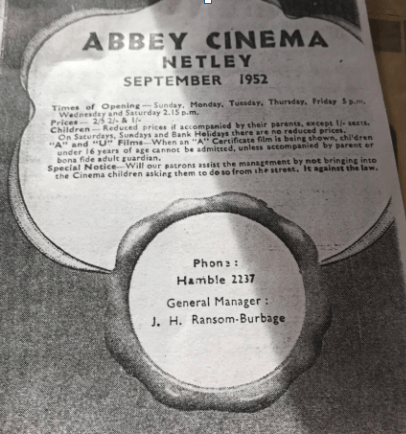 ABBEY CINEMA
NETLEY
SEPTEMBER 1952
Times of Opening — Sunday, Monday, Tuesday, Thursday, Friday 5 p.m.
Wednesday and Saturday 2.15 p.m.
Prices — 2/5 2/- & 1/-
Children — Reduced prices if accompanied by their parents, except 1/- seats.
On Saturdays, Sundays and Bank Holidays there are no reduced prices.
"A" and "U" Films—When an "A" Certificate film is being shown, children
under 16 years of age cannot be admitted, unless accompanied by parent or
bona fide adult guardian.
Special Notice—Will our patrons assist the management by not bringing into
the Cinema children asking them to do so from the street. It against the law.
Phone :
Hamble 2237
General Manager :
J. H. Ransom-Burbage